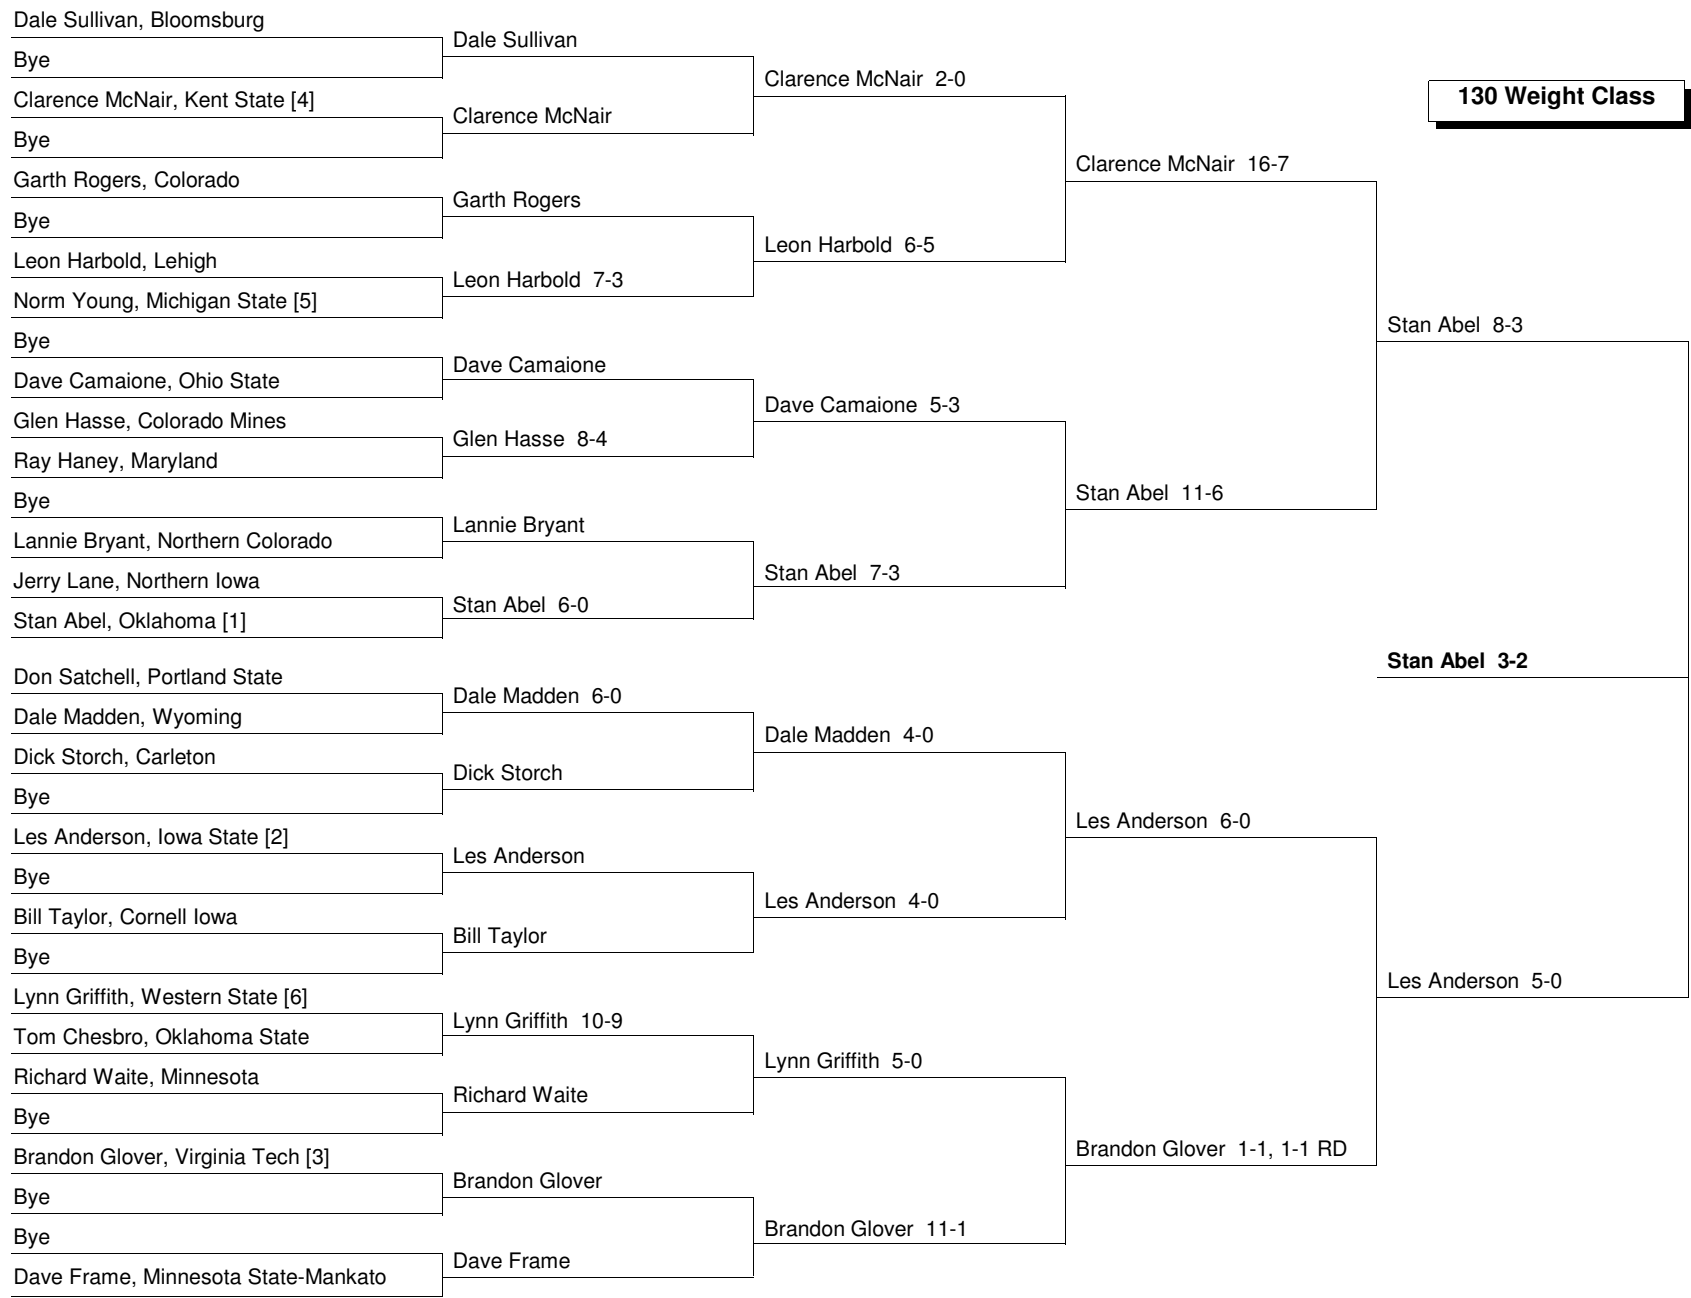 Dale Sullivan, Bloomsburg
Bye
Clarence McNair, Kent State [4]
Bye
Garth Rogers, Colorado
Bye
Leon Harbold, Lehigh
Norm Young, Michigan State [5]
Bye
Dave Camaione, Ohio State
Glen Hasse, Colorado Mines
Ray Haney, Maryland
Bye
Lannie Bryant, Northern Colorado
Jerry Lane, Northern Iowa
Stan Abel, Oklahoma [1]
Don Satchell, Portland State
Dale Madden, Wyoming
Dick Storch, Carleton
Bye
Les Anderson, Iowa State [2]
Bye
Bill Taylor, Cornell Iowa
Bye
Lynn Griffith, Western State [6]
Tom Chesbro, Oklahoma State
Richard Waite, Minnesota
Bye
Brandon Glover, Virginia Tech [3]
Bye
Bye
Dave Frame, Minnesota State-Mankato
Dale Sullivan
Clarence McNair
Garth Rogers
Leon Harbold 7-3
Dave Camaione
Glen Hasse 8-4
Lannie Bryant
Stan Abel 6-0
Dale Madden 6-0
Dick Storch
Les Anderson
Bill Taylor
Lynn Griffith 10-9
Richard Waite
Brandon Glover
Dave Frame
Clarence McNair 2-0
Leon Harbold 6-5
Dave Camaione 5-3
Stan Abel 7-3
Dale Madden 4-0
Les Anderson 4-0
Lynn Griffith 5-0
Brandon Glover 11-1
Clarence McNair 16-7
Stan Abel 11-6
Les Anderson 6-0
Brandon Glover 1-1, 1-1 RD
Stan Abel 8-3
Stan Abel 3-2
Les Anderson 5-0
130 Weight Class